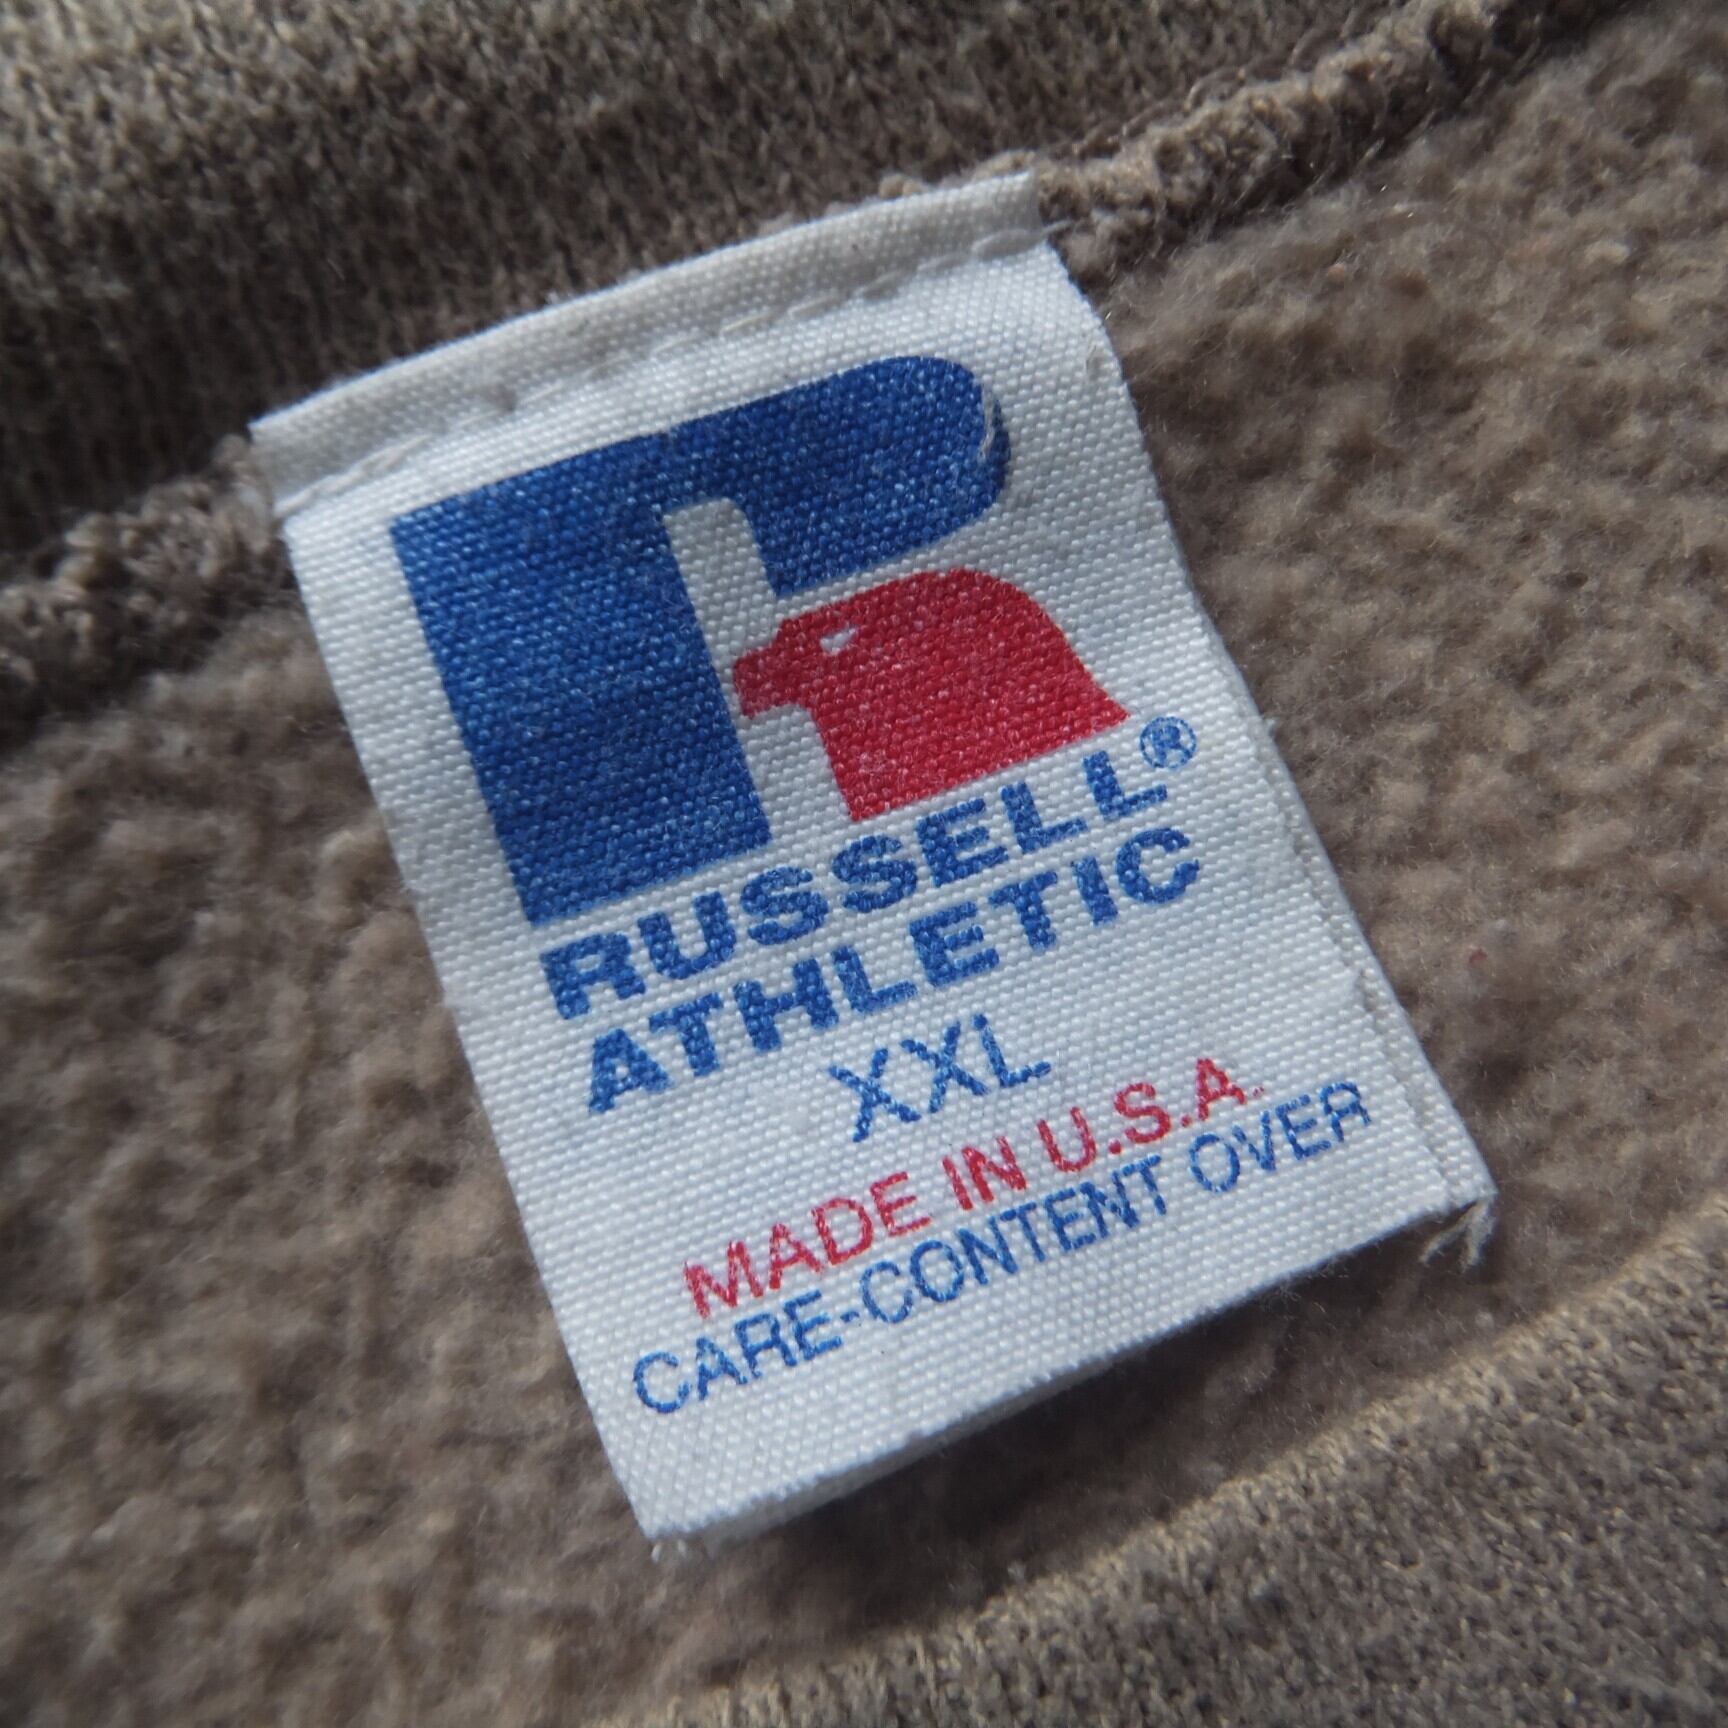 RUSSELL®
ATHLETIC
XXL
MADE IN U.S.A.
CARE-CONTENT OVER